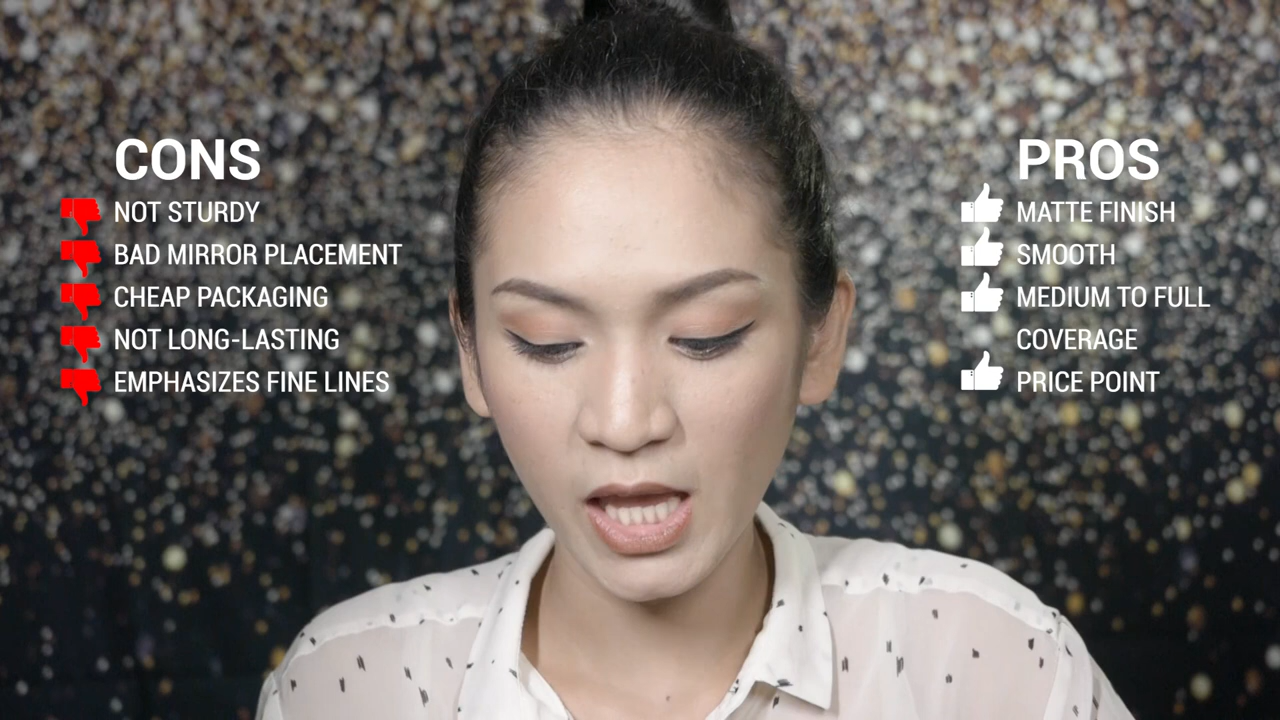 CONS
NOT STURDY
BAD MIRROR PLACEMENT
CHEAP PACKAGING
NOT LONG-LASTING
EMPHASIZES FINE LINES
PROS
MATTE FINISH
SMOOTH
MEDIUM TO FULL
COVERAGE
PRICE POINT